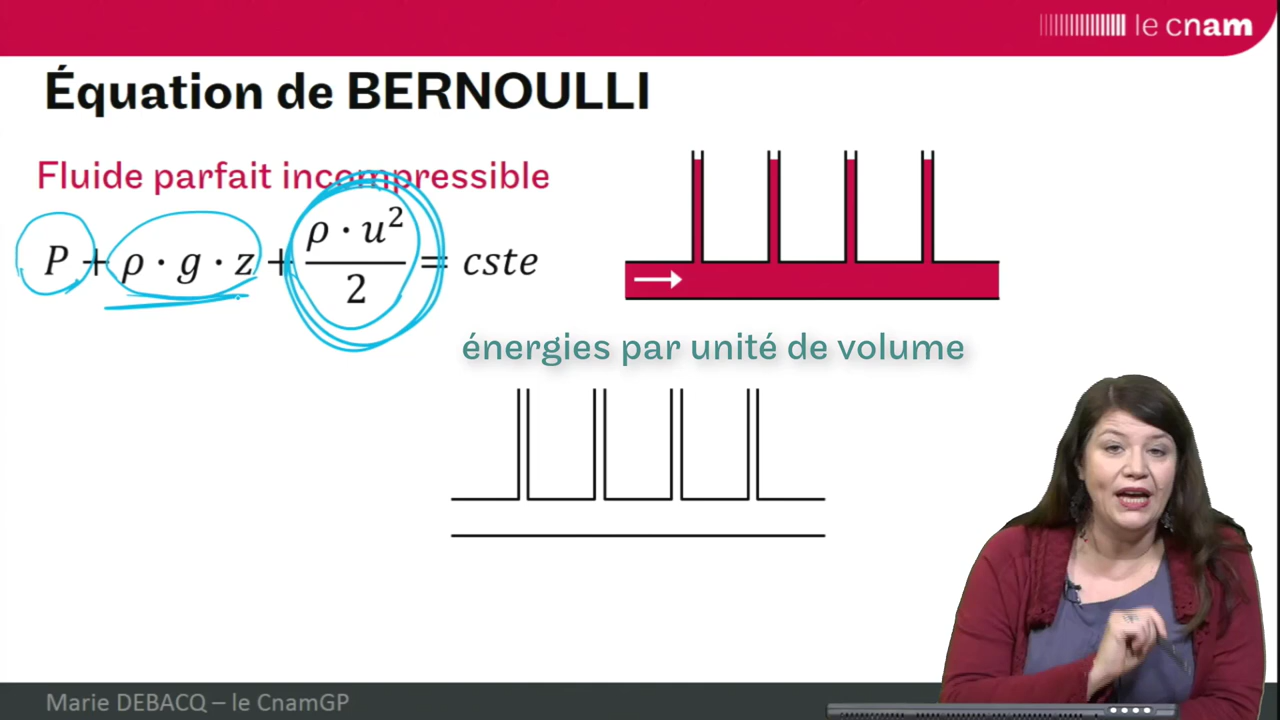 le cnam
Équation de BERNOULLI
Fluide parfait incompressible
P + ρ · g · z + ρ · u² / 2 = cste
énergies par unité de volume
Marie DEBACQ – le CnamGP